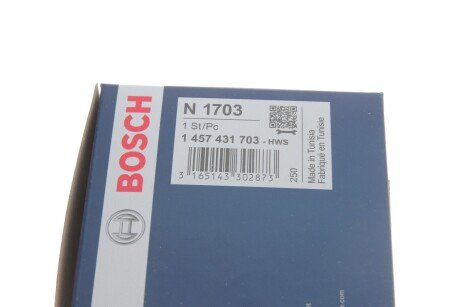 BOSCH
N 1703
1 St/Pc
1 457 431 703 - HWS
3 165143 302873
250
Made in Tunisia
Fabriqué en Tunisie